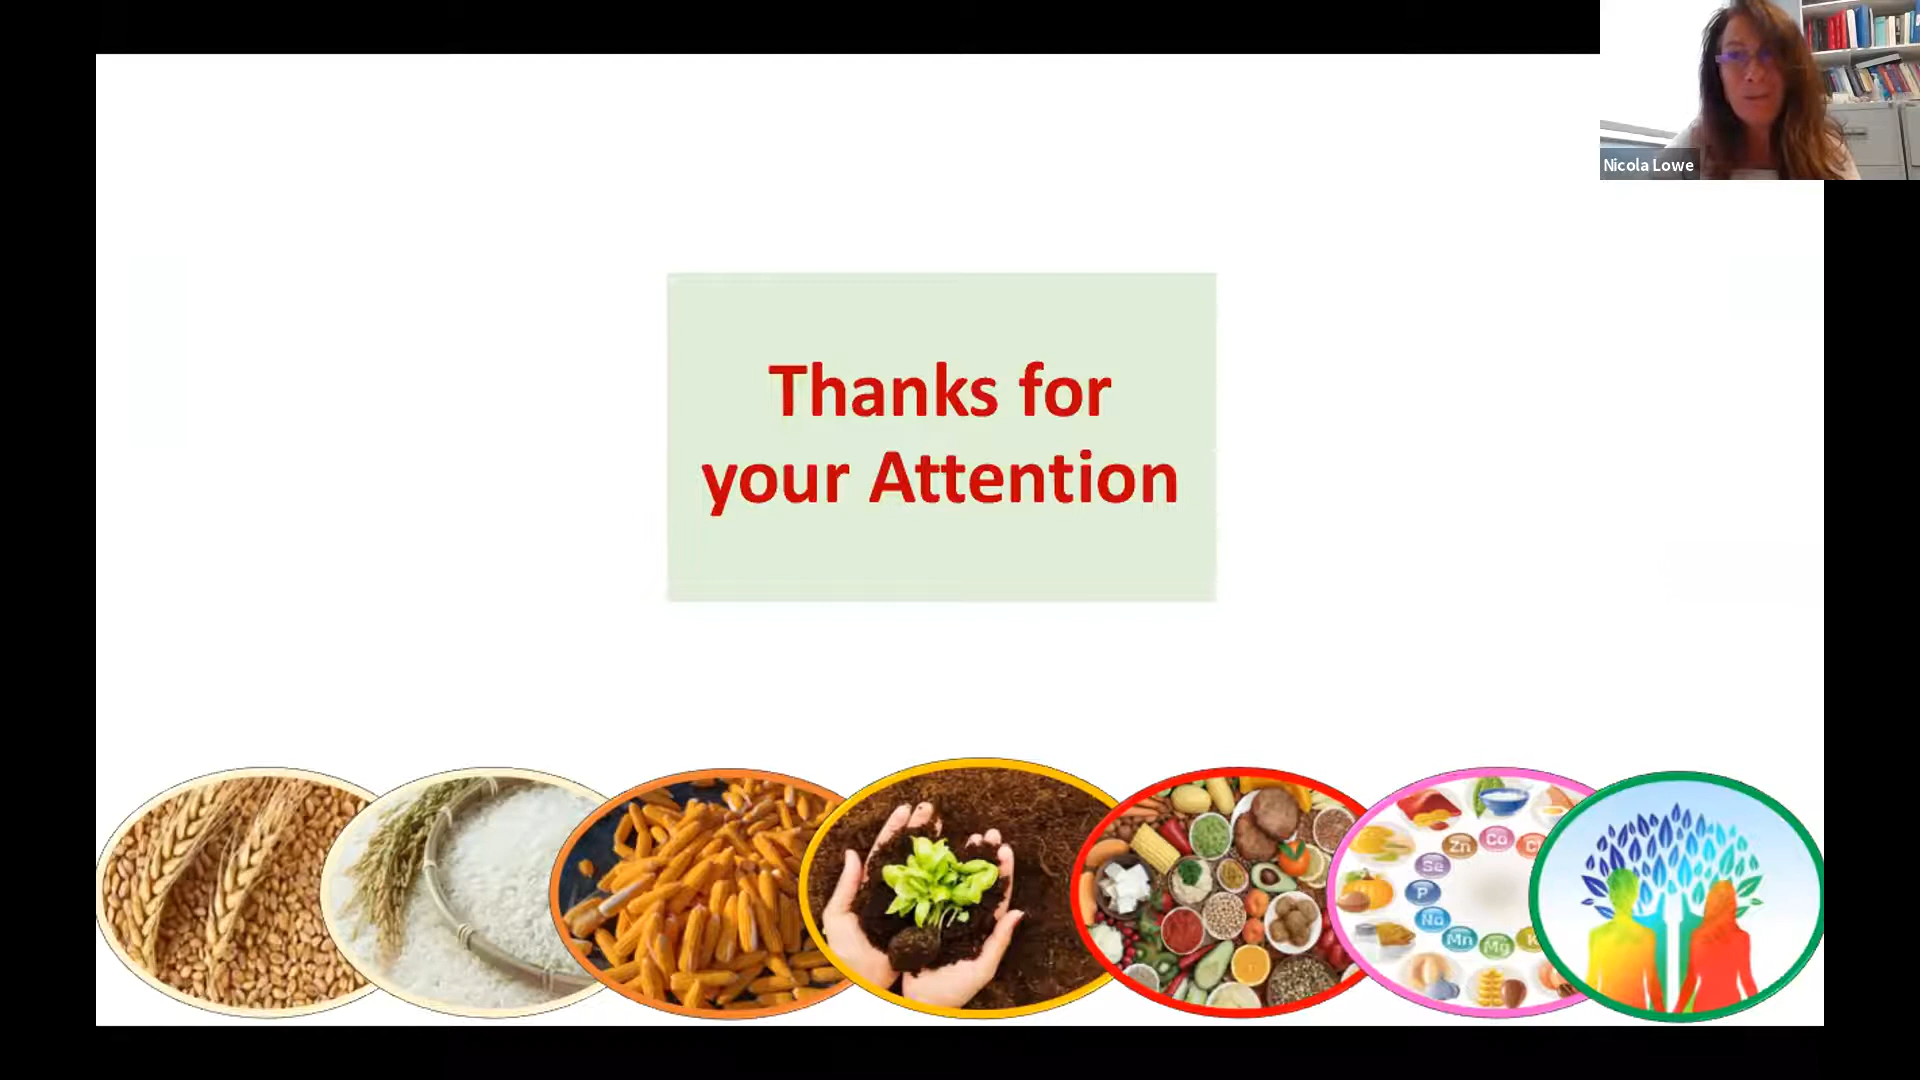 Nicola Lowe
Thanks for
your Attention
Zn
Co
Se
P
Na
Mn
Mg